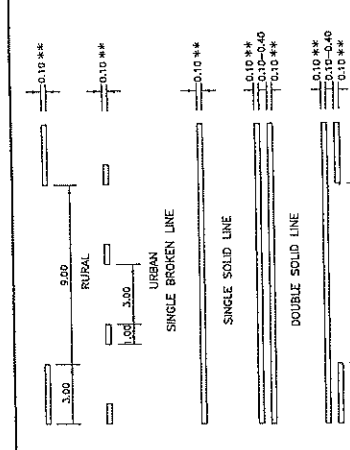 0.10 **
9.00
RURAL
3.00
0.10 **
3.00
1.00
URBAN
SINGLE BROKEN LINE
0.10 **
SINGLE SOLID LINE
0.10 **
0.10-0.40
0.10 **
DOUBLE SOLID LINE
0.10 **
0.10-0.40
0.10 **